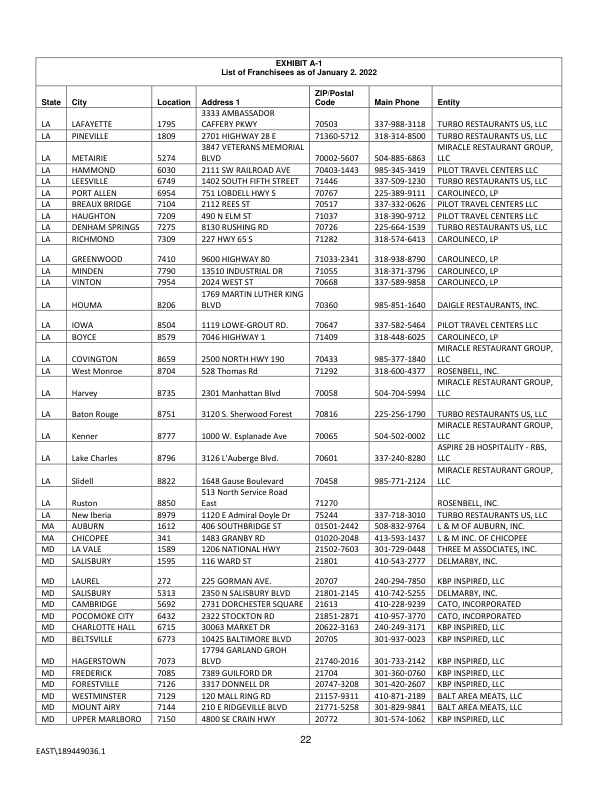 EXHIBIT A-1
List of Franchisees as of January 2. 2022
State City Location Address 1 ZIP/Postal Code Main Phone Entity
LA LAFAYETTE 1795 3333 AMBASSADOR CAFFERY PKWY 70503 337-988-3118 TURBO RESTAURANTS US, LLC
LA PINEVILLE 1809 2701 HIGHWAY 28 E 71360-5712 318-314-8500 TURBO RESTAURANTS US, LLC
LA METAIRIE 5274 3847 VETERANS MEMORIAL BLVD 70002-5607 504-885-6863 MIRACLE RESTAURANT GROUP, LLC
LA HAMMOND 6030 2111 SW RAILROAD AVE 70403-1443 985-345-3419 PILOT TRAVEL CENTERS LLC
LA LEESVILLE 6749 1402 SOUTH FIFTH STREET 71446 337-509-1230 TURBO RESTAURANTS US, LLC
LA PORT ALLEN 6954 751 LOBDELL HWY S 70767 225-389-9111 CAROLINECO, LP
LA BREAUX BRIDGE 7104 2112 REES ST 70517 337-332-0626 PILOT TRAVEL CENTERS LLC
LA HAUGHTON 7209 490 N ELM ST 71037 318-390-9712 PILOT TRAVEL CENTERS LLC
LA DENHAM SPRINGS 7275 8130 RUSHING RD 70726 225-664-1539 TURBO RESTAURANTS US, LLC
LA RICHMOND 7309 227 HWY 65 S 71282 318-574-6413 CAROLINECO, LP
LA GREENWOOD 7410 9600 HIGHWAY 80 71033-2341 318-938-8790 CAROLINECO, LP
LA MINDEN 7790 13510 INDUSTRIAL DR 71055 318-371-3796 CAROLINECO, LP
LA VINTON 7954 2024 WEST ST 70668 337-589-9858 CAROLINECO, LP
LA HOUMA 8206 1769 MARTIN LUTHER KING BLVD 70360 985-851-1640 DAIGLE RESTAURANTS, INC.
LA IOWA 8504 1119 LOWE-GROUT RD. 70647 337-582-5464 PILOT TRAVEL CENTERS LLC
LA BOYCE 8579 7046 HIGHWAY 1 71409 318-448-6025 CAROLINECO, LP
LA COVINGTON 8659 2500 NORTH HWY 190 70433 985-377-1840 MIRACLE RESTAURANT GROUP, LLC
LA West Monroe 8704 528 Thomas Rd 71292 318-600-4377 ROSENBELL, INC.
LA Harvey 8735 2301 Manhattan Blvd 70058 504-704-5994 MIRACLE RESTAURANT GROUP, LLC
LA Baton Rouge 8751 3120 S. Sherwood Forest 70816 225-256-1790 TURBO RESTAURANTS US, LLC
LA Kenner 8777 1000 W. Esplanade Ave 70065 504-502-0002 MIRACLE RESTAURANT GROUP, LLC
LA Lake Charles 8796 3126 L'Auberge Blvd. 70601 337-240-8280 ASPIRE 2B HOSPITALITY - RBS, LLC
LA Slidell 8822 1648 Gause Boulevard 70458 985-771-2124 MIRACLE RESTAURANT GROUP, LLC
LA Ruston 8850 513 North Service Road East 71270 ROSENBELL, INC.
LA New Iberia 8979 1120 E Admiral Doyle Dr 75244 337-718-3010 TURBO RESTAURANTS US, LLC
MA AUBURN 1612 406 SOUTHBRIDGE ST 01501-2442 508-832-9764 L & M OF AUBURN, INC.
MA CHICOPEE 341 1483 GRANBY RD 01020-2048 413-593-1437 L & M INC. OF CHICOPEE
MD LA VALE 1589 1206 NATIONAL HWY 21502-7603 301-729-0448 THREE M ASSOCIATES, INC.
MD SALISBURY 1595 116 WARD ST 21801 410-543-2777 DELMARBY, INC.
MD LAUREL 272 225 GORMAN AVE. 20707 240-294-7850 KBP INSPIRED, LLC
MD SALISBURY 5313 2350 N SALISBURY BLVD 21801-2145 410-742-5255 DELMARBY, INC.
MD CAMBRIDGE 5692 2731 DORCHESTER SQUARE 21613 410-228-9239 CATO, INCORPORATED
MD POCOMOKE CITY 6432 2322 STOCKTON RD 21851-2871 410-957-3770 CATO, INCORPORATED
MD CHARLOTTE HALL 6715 30063 MARKET DR 20622-3163 240-249-3171 KBP INSPIRED, LLC
MD BELTSVILLE 6773 10425 BALTIMORE BLVD 20705 301-937-0023 KBP INSPIRED, LLC
MD HAGERSTOWN 7073 17794 GARLAND GROH BLVD 21740-2016 301-733-2142 KBP INSPIRED, LLC
MD FREDERICK 7085 7389 GUILFORD DR 21704 301-360-0760 KBP INSPIRED, LLC
MD FORESTVILLE 7126 3317 DONNELL DR 20747-3208 301-420-2607 KBP INSPIRED, LLC
MD WESTMINSTER 7129 120 MALL RING RD 21157-9311 410-871-2189 BALT AREA MEATS, LLC
MD MOUNT AIRY 7144 210 E RIDGEVILLE BLVD 21771-5258 301-829-9841 BALT AREA MEATS, LLC
MD UPPER MARLBORO 7150 4800 SE CRAIN HWY 20772 301-574-1062 KBP INSPIRED, LLC
22
EAST\189449036.1